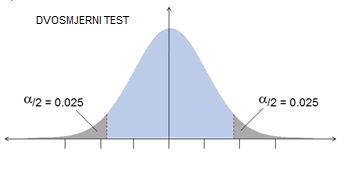 DVOSMJERNI TEST
α/2 = 0.025
α/2 = 0.025